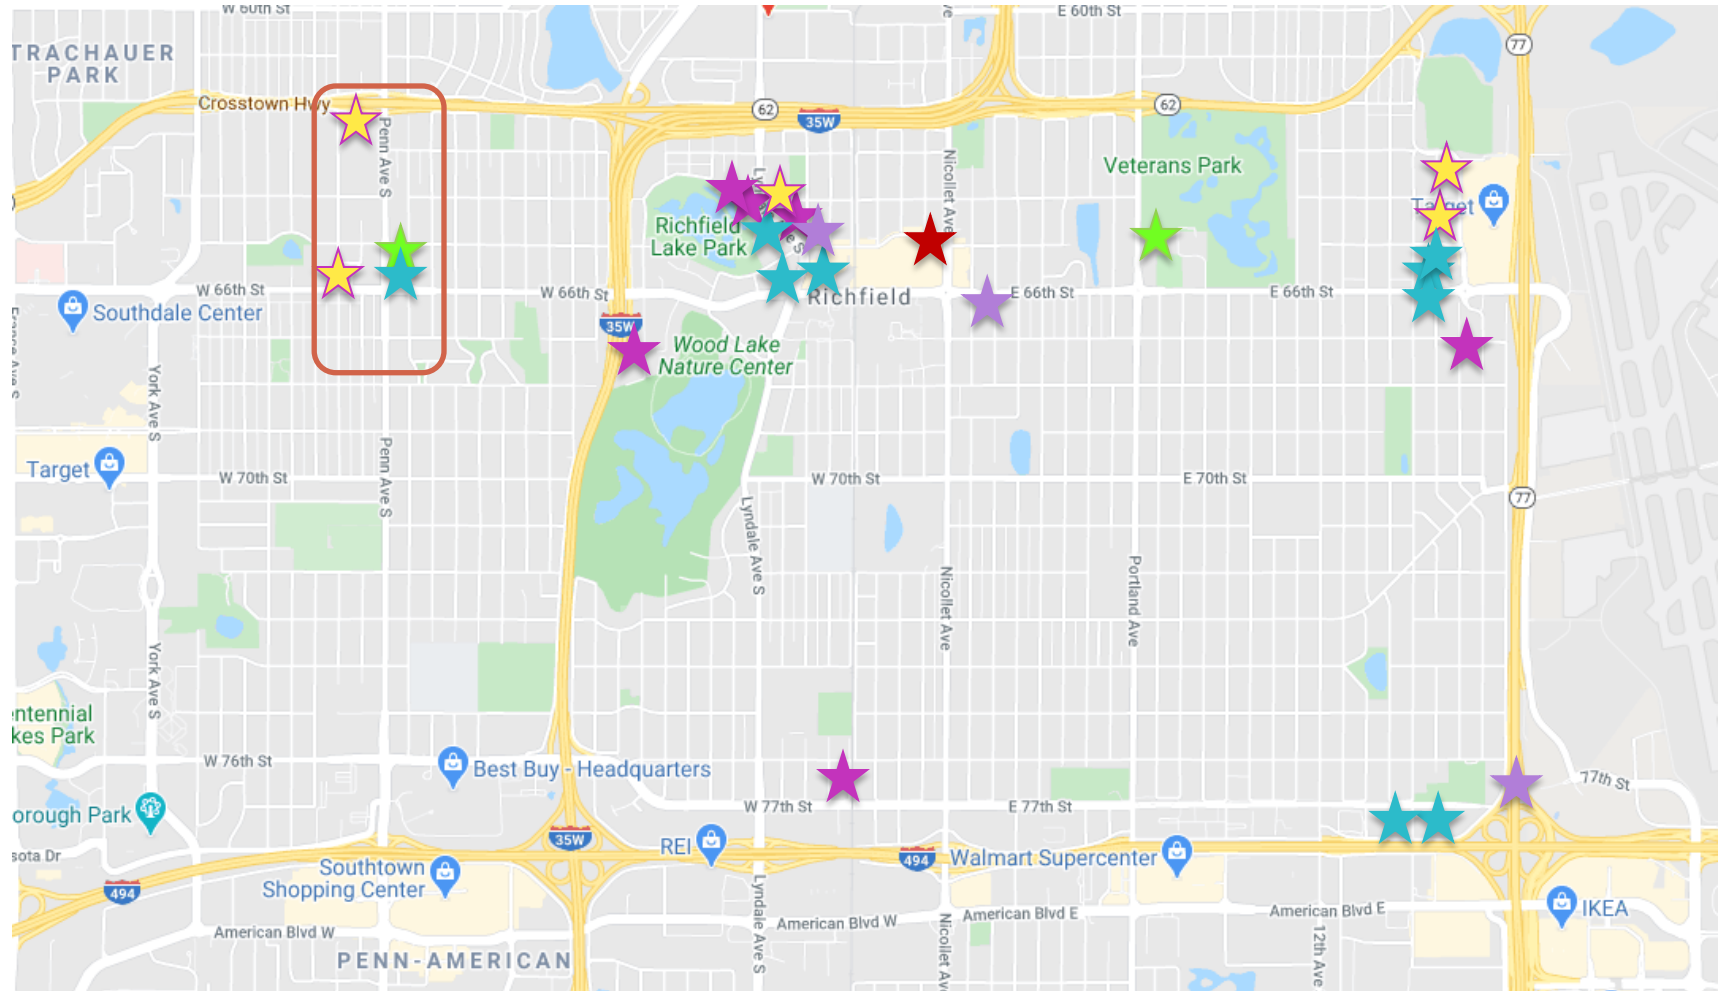 W 60th St
E 60th St
TRACHAUER
PARK
77
Crosstown Hwy
62
35W
62
Penn Ave S
Nicollet Ave
Veterans Park
Richfield
Lake Park
Target
W 66th St
W 66th St
Richfield
E 66th St
E 66th St
Southdale Center
35W
Wood Lake
Nature Center
France Ave S
York Ave S
Target
Penn Ave S
W 70th St
W 70th St
E 70th St
77
Lyndale Ave S
Nicollet Ave
Portland Ave
York Ave S
entennial
kes Park
W 76th St
Best Buy - Headquarters
77th St
orough Park
W 77th St
E 77th St
35W
REI
494
Walmart Supercenter
sota Dr
Southtown
Shopping Center
494
Lyndale Ave S
American Blvd W
American Blvd W
American Blvd E
American Blvd E
IKEA
Nicollet Av
12th Ave
PENN-AMERICAN